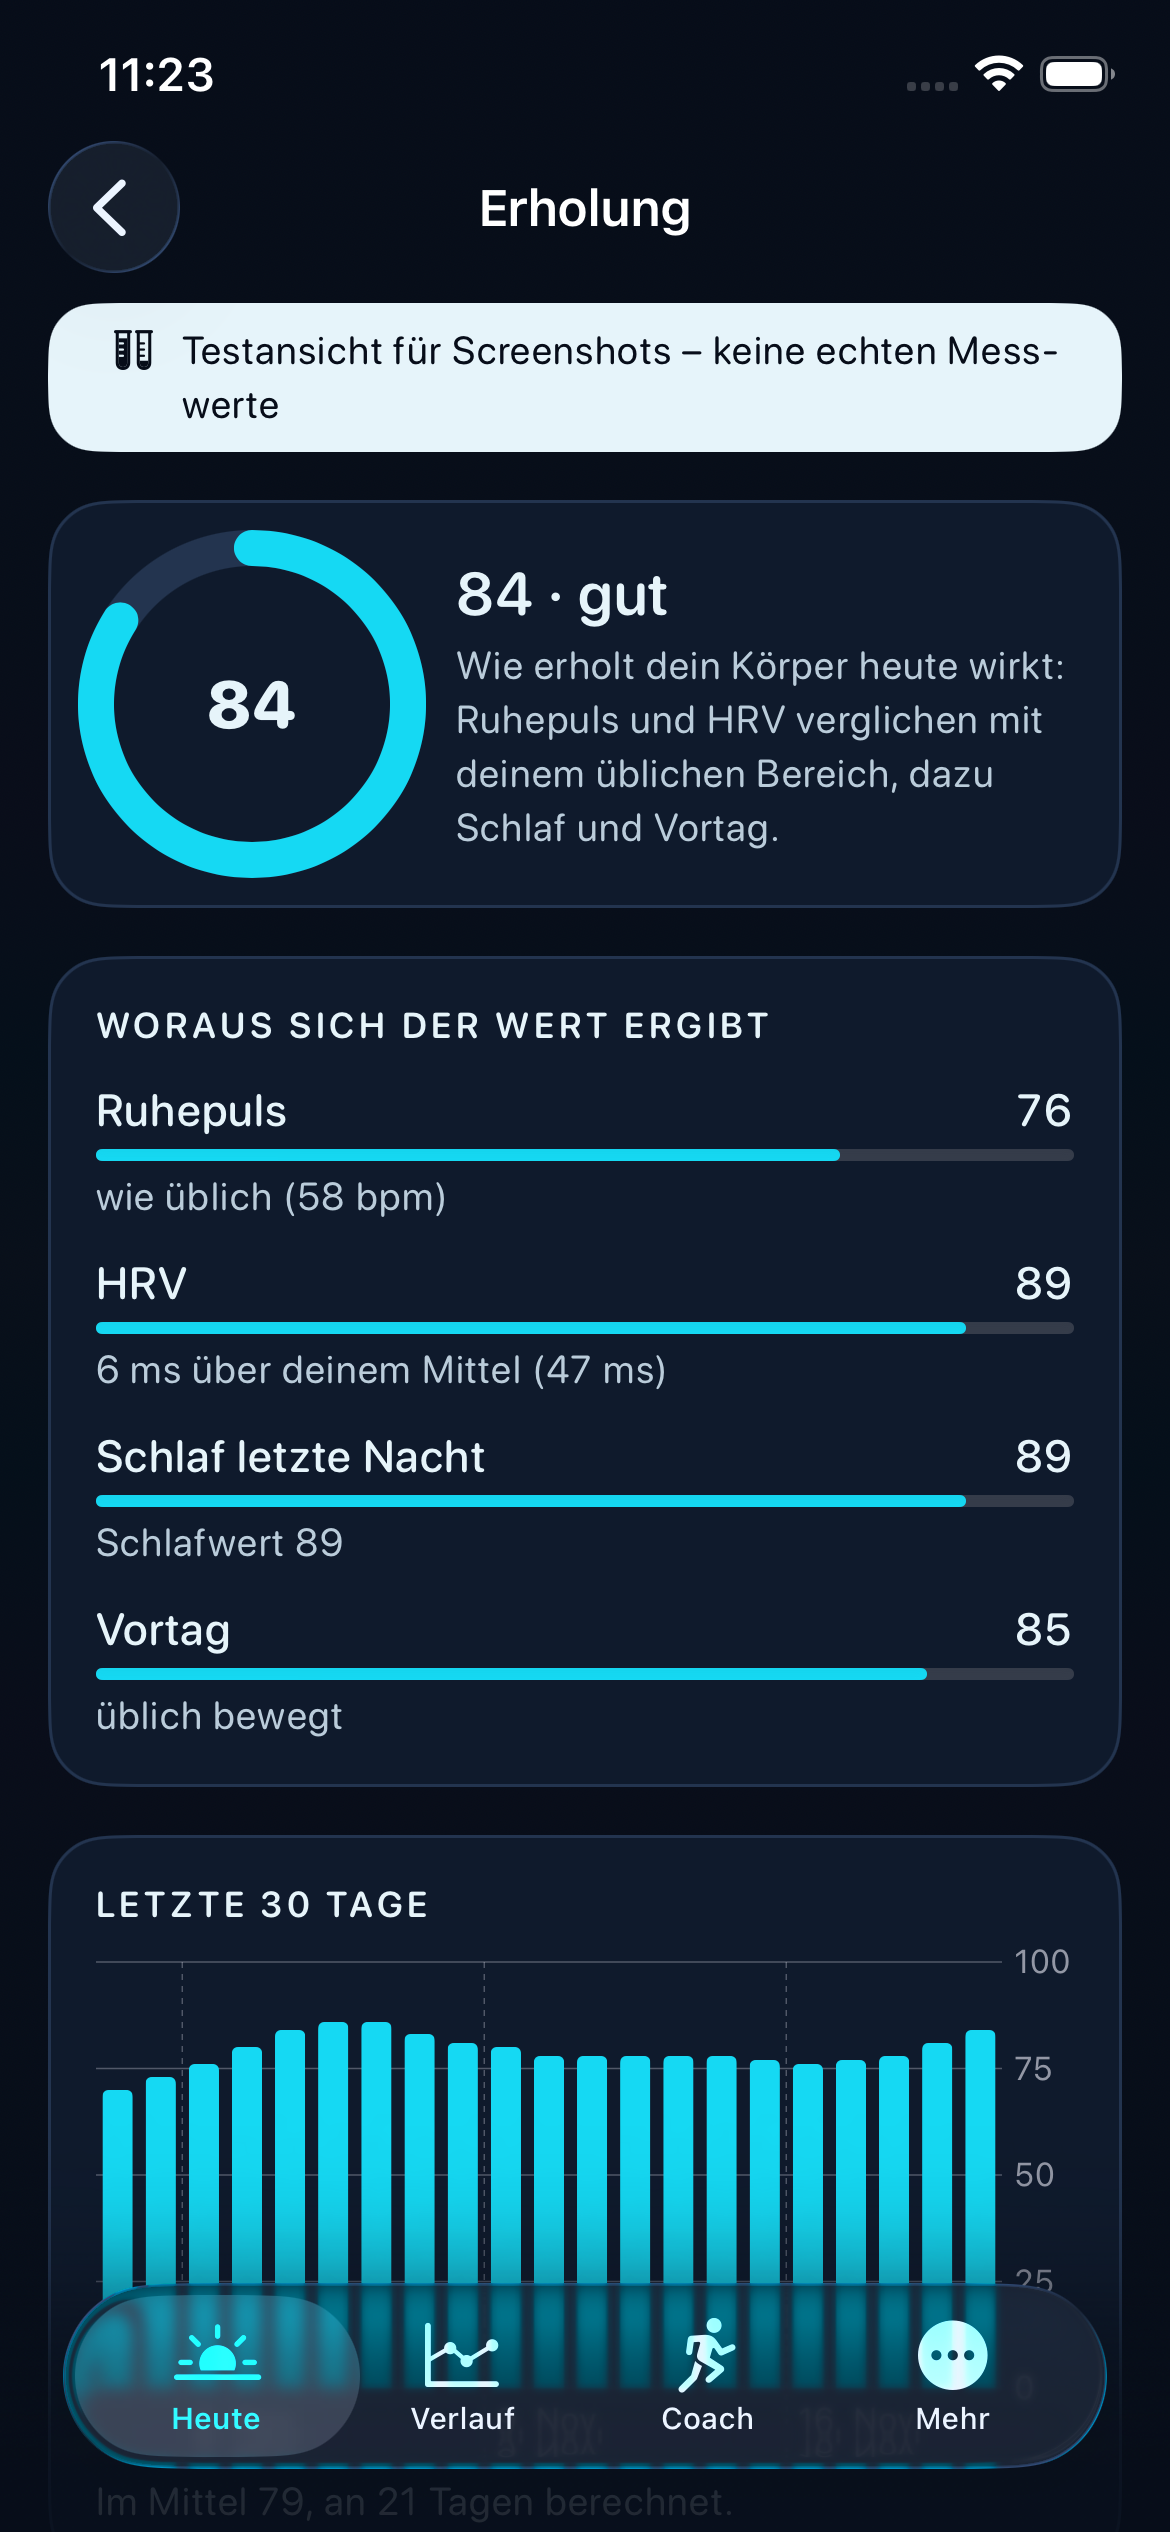 11:23
Erholung
Testansicht für Screenshots – keine echten Mess-
werte
84
84 · gut
Wie erholt dein Körper heute wirkt:
Ruhepuls und HRV verglichen mit
deinem üblichen Bereich, dazu
Schlaf und Vortag.
WORAUS SICH DER WERT ERGIBT
Ruhepuls 76
wie üblich (58 bpm)
HRV 89
6 ms über deinem Mittel (47 ms)
Schlaf letzte Nacht 89
Schlafwert 89
Vortag 85
üblich bewegt
LETZTE 30 TAGE
100
75
50
25
0
Heute Verlauf Coach Mehr
Im Mittel 79, an 21 Tagen berechnet.